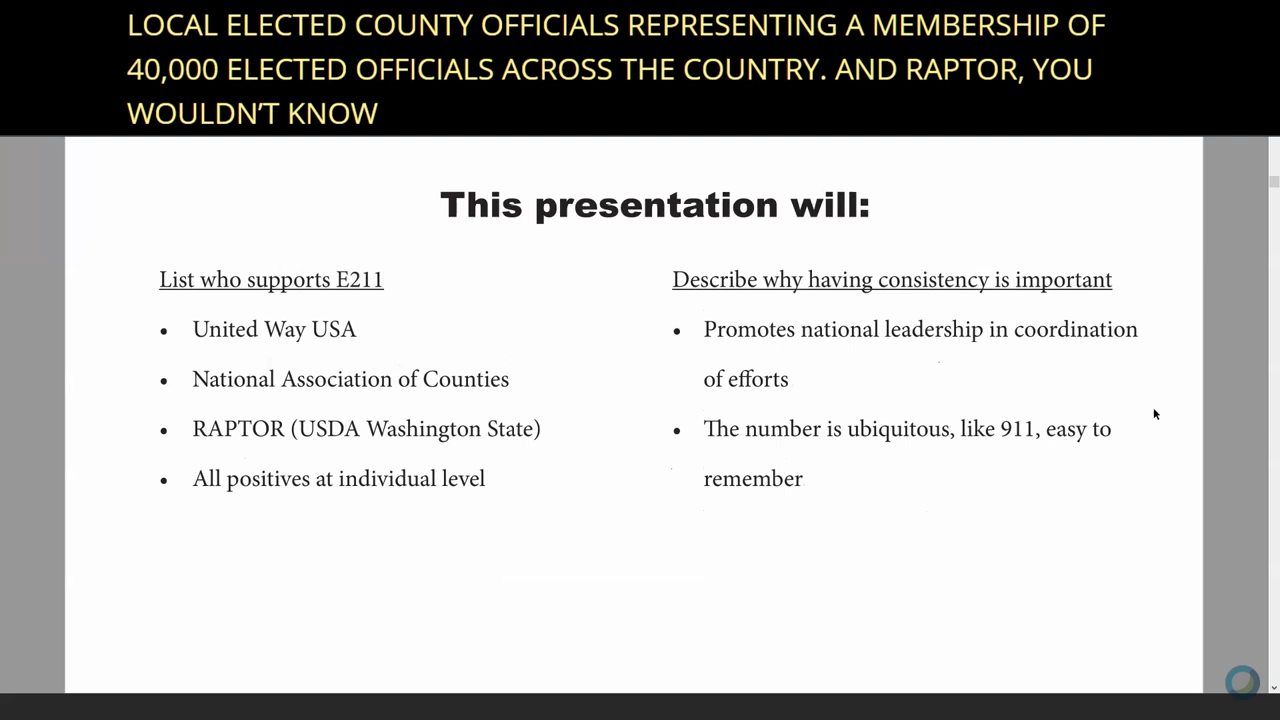 LOCAL ELECTED COUNTY OFFICIALS REPRESENTING A MEMBERSHIP OF
40,000 ELECTED OFFICIALS ACROSS THE COUNTRY. AND RAPTOR, YOU
WOULDN'T KNOW
This presentation will:
List who supports E211
• United Way USA
• National Association of Counties
• RAPTOR (USDA Washington State)
• All positives at individual level
Describe why having consistency is important
• Promotes national leadership in coordination
of efforts
• The number is ubiquitous, like 911, easy to
remember